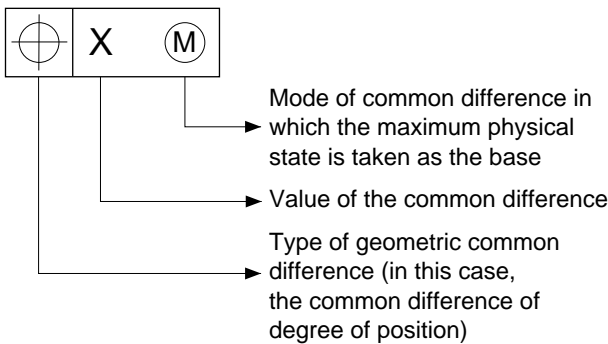 X Ⓜ
Mode of common difference in
which the maximum physical
state is taken as the base
Value of the common difference
Type of geometric common
difference (in this case,
the common difference of
degree of position)